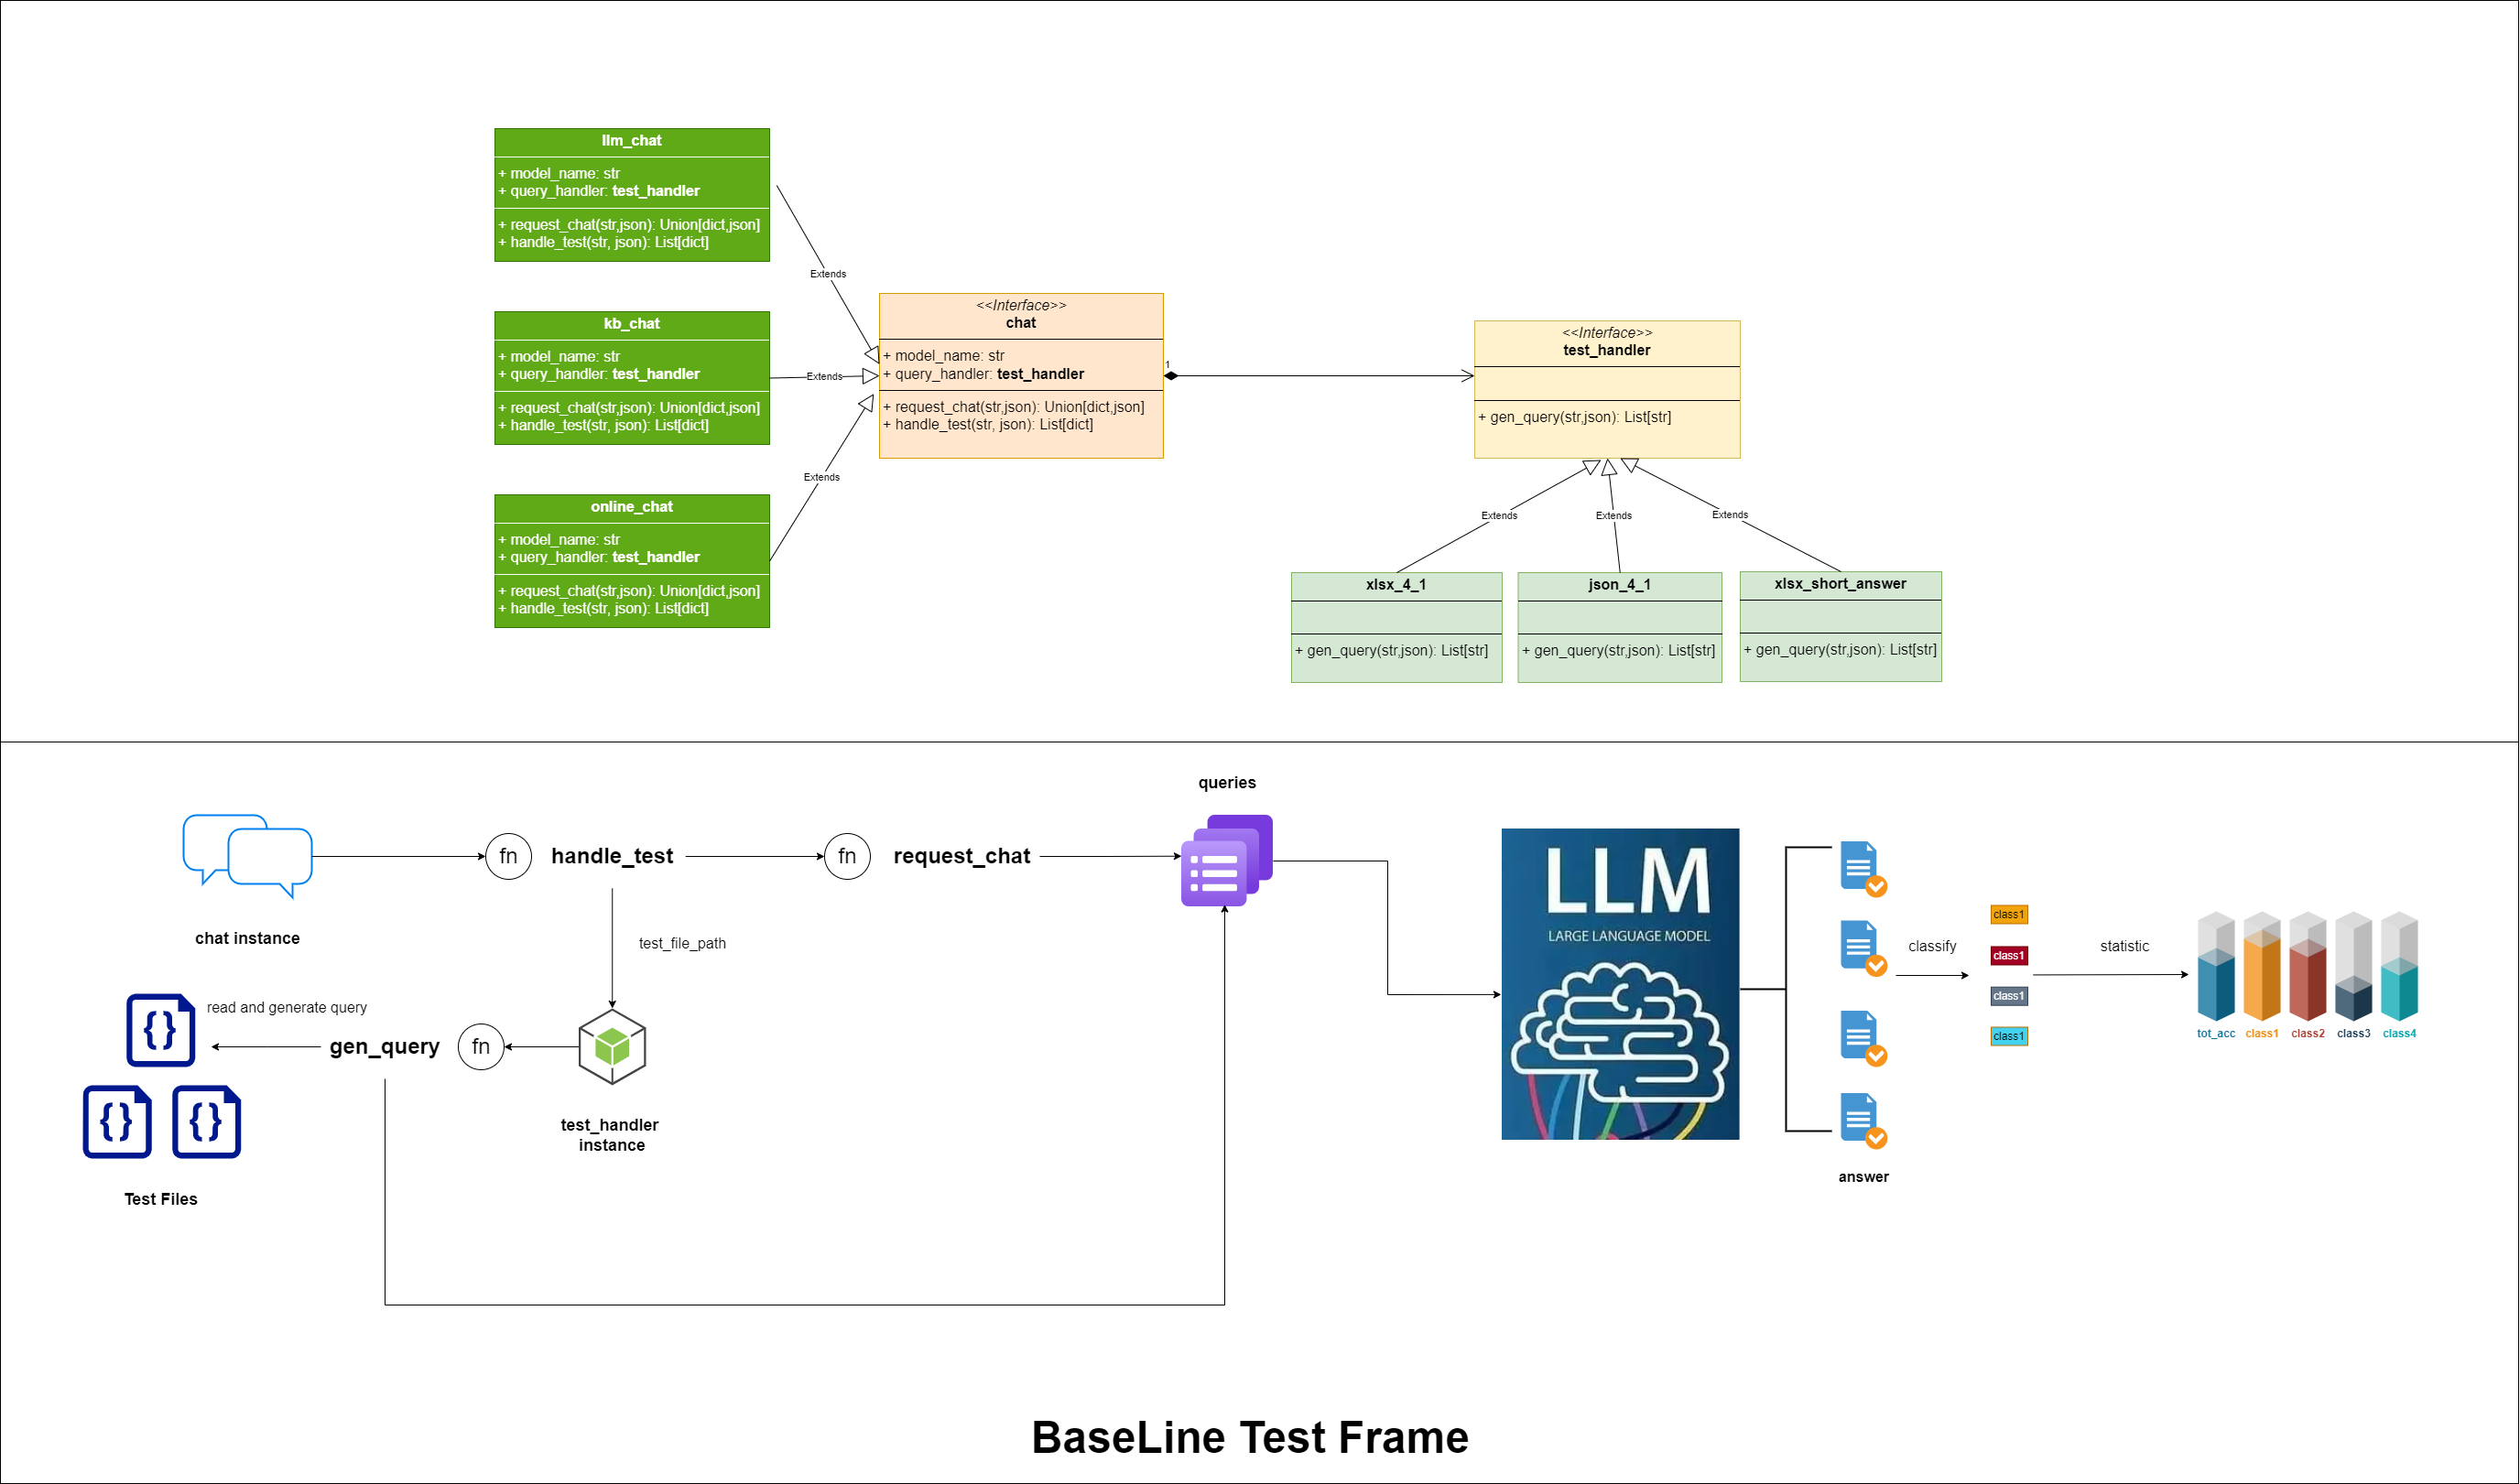 llm_chat
+ model_name: str
+ query_handler: test_handler
+ request_chat(str,json): Union[dict,json]
+ handle_test(str, json): List[dict]
Extends
kb_chat
+ model_name: str
+ query_handler: test_handler
+ request_chat(str,json): Union[dict,json]
+ handle_test(str, json): List[dict]
Extends
online_chat
+ model_name: str
+ query_handler: test_handler
+ request_chat(str,json): Union[dict,json]
+ handle_test(str, json): List[dict]
Extends
<<Interface>>
chat
+ model_name: str
+ query_handler: test_handler
+ request_chat(str,json): Union[dict,json]
+ handle_test(str, json): List[dict]
1
<<Interface>>
test_handler
+ gen_query(str,json): List[str]
Extends
Extends
Extends
xlsx_4_1
+ gen_query(str,json): List[str]
json_4_1
+ gen_query(str,json): List[str]
xlsx_short_answer
+ gen_query(str,json): List[str]
queries
fn
handle_test
fn
request_chat
chat instance
test_file_path
{}
read and generate query
gen_query
fn
{}
{}
test_handler
instance
Test Files
LLM
LARGE LANGUAGE MODEL
answer
classify
class1
class1
class1
class1
statistic
tot_acc
class1
class2
class3
class4
BaseLine Test Frame